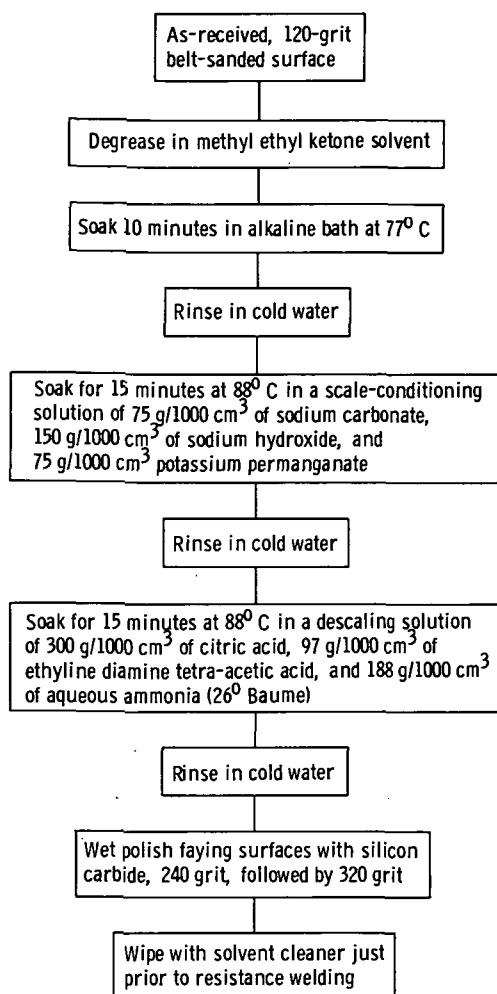 As-received, 120-grit
belt-sanded surface
Degrease in methyl ethyl ketone solvent
Soak 10 minutes in alkaline bath at 77⁰ C
Rinse in cold water
Soak for 15 minutes at 88⁰ C in a scale-conditioning
solution of 75 g/1000 cm³ of sodium carbonate,
150 g/1000 cm³ of sodium hydroxide, and
75 g/1000 cm³ potassium permanganate
Rinse in cold water
Soak for 15 minutes at 88⁰ C in a descaling solution
of 300 g/1000 cm³ of citric acid, 97 g/1000 cm³ of
ethyline diamine tetra-acetic acid, and 188 g/1000 cm³
of aqueous ammonia (26⁰ Baume)
Rinse in cold water
Wet polish faying surfaces with silicon
carbide, 240 grit, followed by 320 grit
Wipe with solvent cleaner just
prior to resistance welding